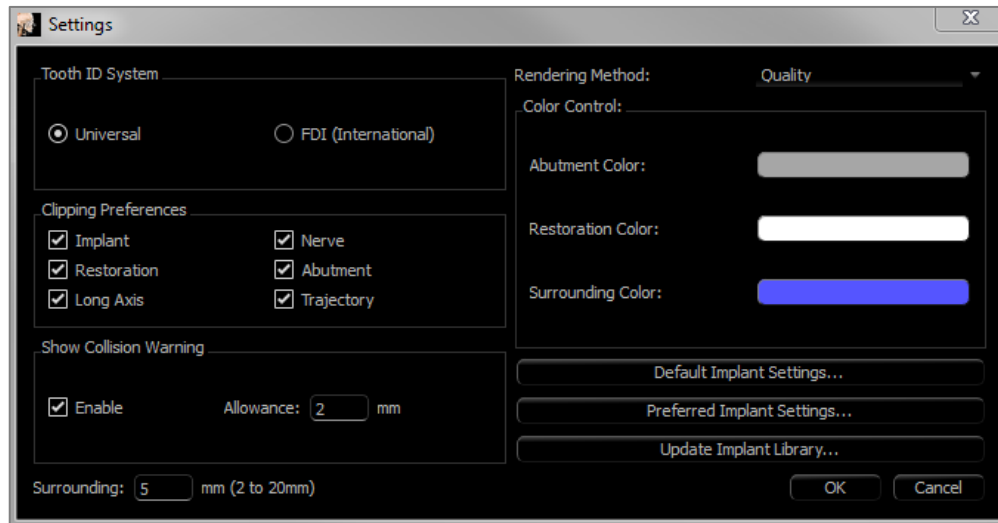 Settings
Tooth ID System
Universal
FDI (International)
Clipping Preferences
Implant
Nerve
Restoration
Abutment
Long Axis
Trajectory
Show Collision Warning
Enable
Allowance: 2 mm
Surrounding: 5 mm (2 to 20mm)
Rendering Method: Quality
Color Control:
Abutment Color:
Restoration Color:
Surrounding Color:
Default Implant Settings...
Preferred Implant Settings...
Update Implant Library...
OK
Cancel